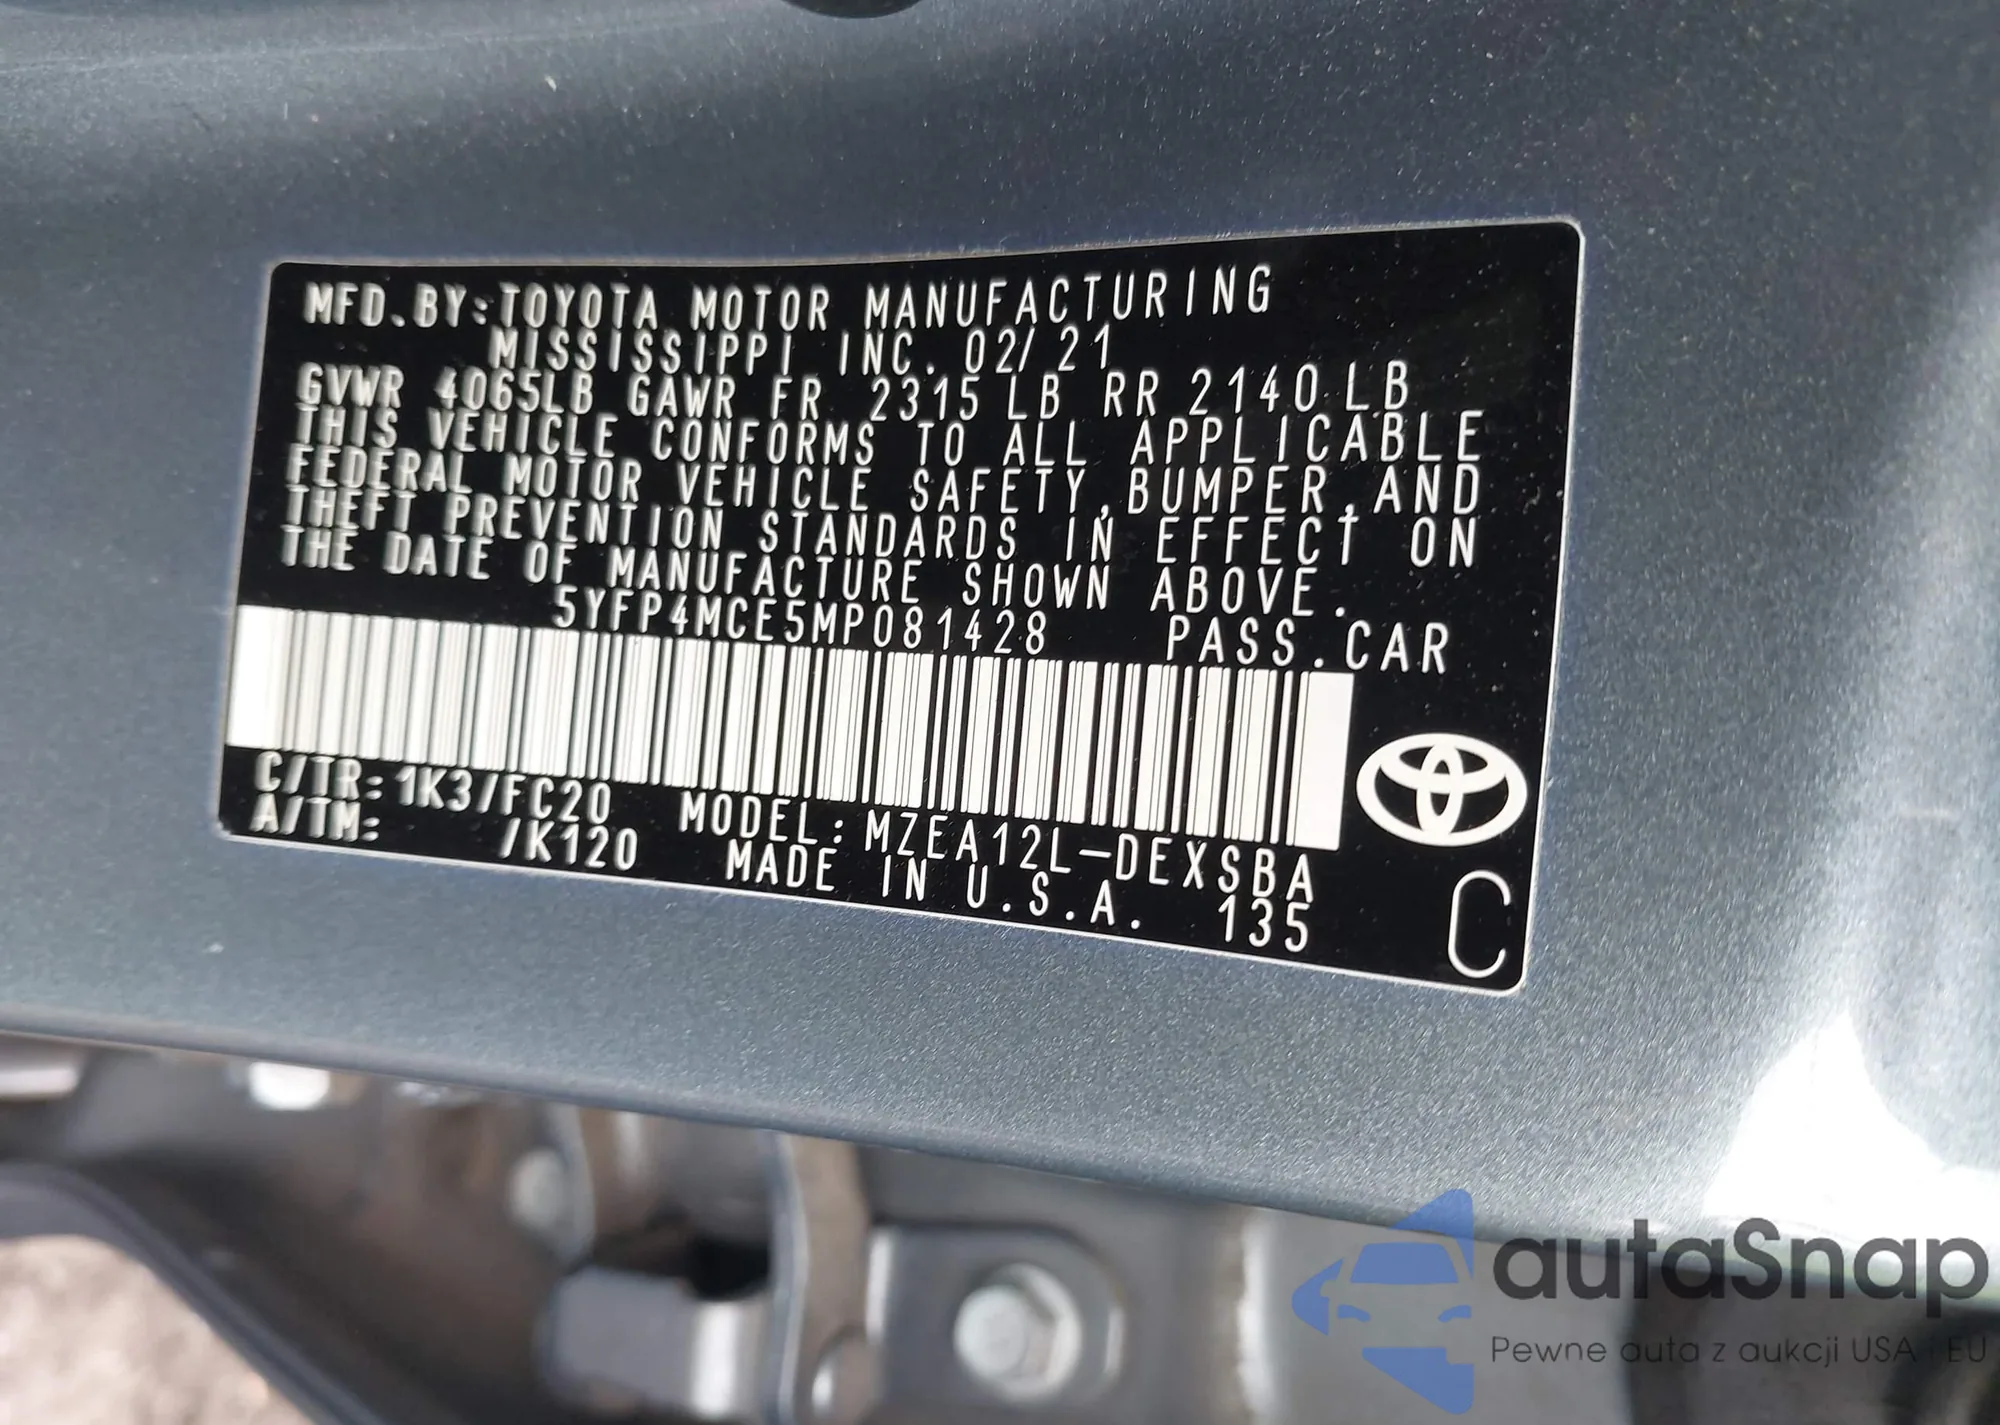 MFD.BY:TOYOTA MOTOR MANUFACTURING
MISSISSIPPI INC. 02/21
GVWR 4065LB GAWR FR 2315 LB RR 2140 LB
THIS VEHICLE CONFORMS TO ALL APPLICABLE
FEDERAL MOTOR VEHICLE SAFETY,BUMPER,AND
THEFT PREVENTION STANDARDS IN EFFECT ON
THE DATE OF MANUFACTURE SHOWN ABOVE.
5YFP4MCE5MP081428 PASS.CAR
C/TR:1K3/FC20 MODEL:MZEA12L-DEXSBA
A/TM: /K120 MADE IN U.S.A. 135
C
autaSnap
Pewne auta z aukcji USA i EU